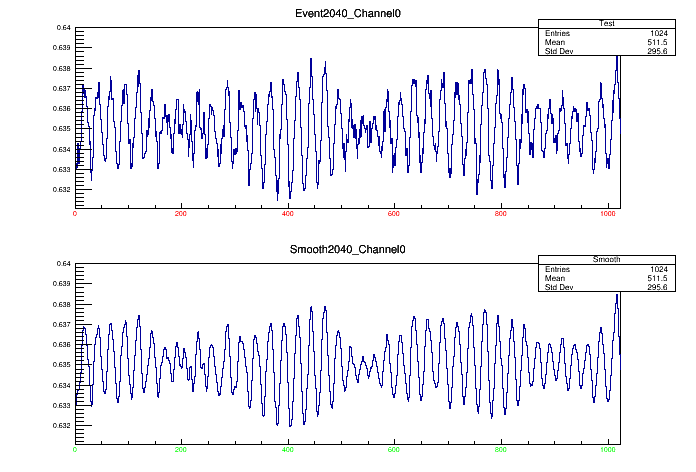 Event2040_Channel0
Test
Entries 1024
Mean 511.5
Std Dev 295.6
0.64
0.639
0.638
0.637
0.636
0.635
0.634
0.633
0.632
0 200 400 600 800 1000
Smooth2040_Channel0
Smooth
Entries 1024
Mean 511.5
Std Dev 295.6
0.64
0.639
0.638
0.637
0.636
0.635
0.634
0.633
0.632
0 200 400 600 800 1000